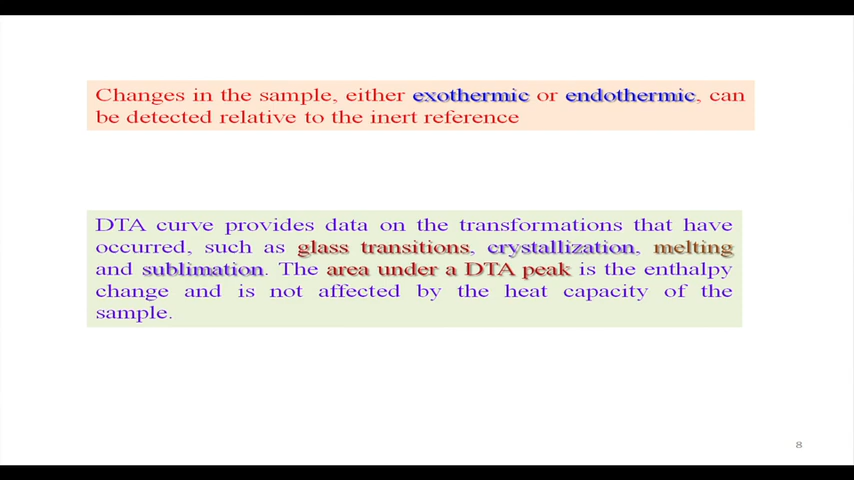 Changes in the sample, either exothermic or endothermic, can
be detected relative to the inert reference
DTA curve provides data on the transformations that have
occurred, such as glass transitions, crystallization, melting
and sublimation. The area under a DTA peak is the enthalpy
change and is not affected by the heat capacity of the
sample.
8